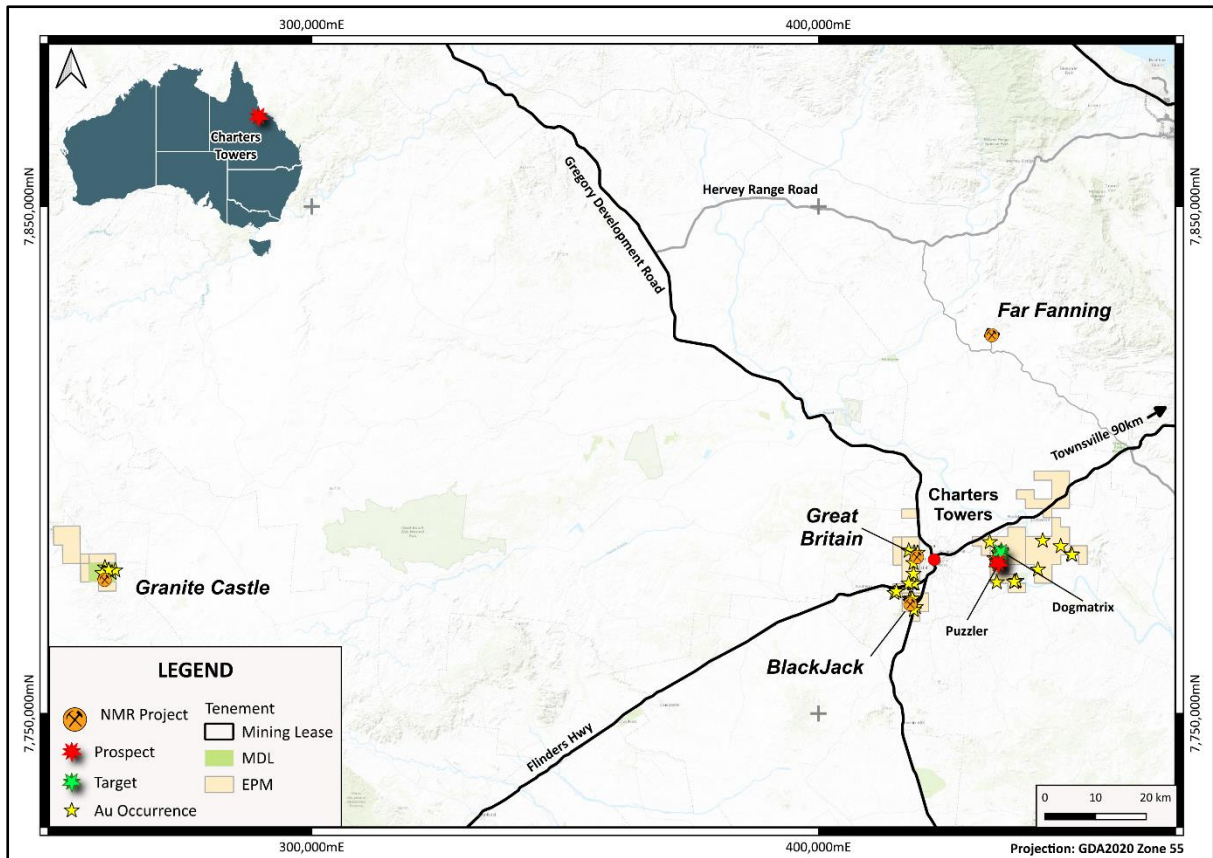 300,000mE
400,000mE
Charters
Towers
7,850,000mN
7,850,000mN
Gregory Development Road
Hervey Range Road
Far Fanning
Townsville 90km
Charters
Towers
Great
Britain
Granite Castle
Dogmatrix
Puzzler
BlackJack
LEGEND
NMR Project
Prospect
Target
Au Occurrence
Tenement
Mining Lease
MDL
EPM
Flinders Hwy
7,750,000mN
7,750,000mN
0 10 20 km
300,000mE
400,000mE
Projection: GDA2020 Zone 55